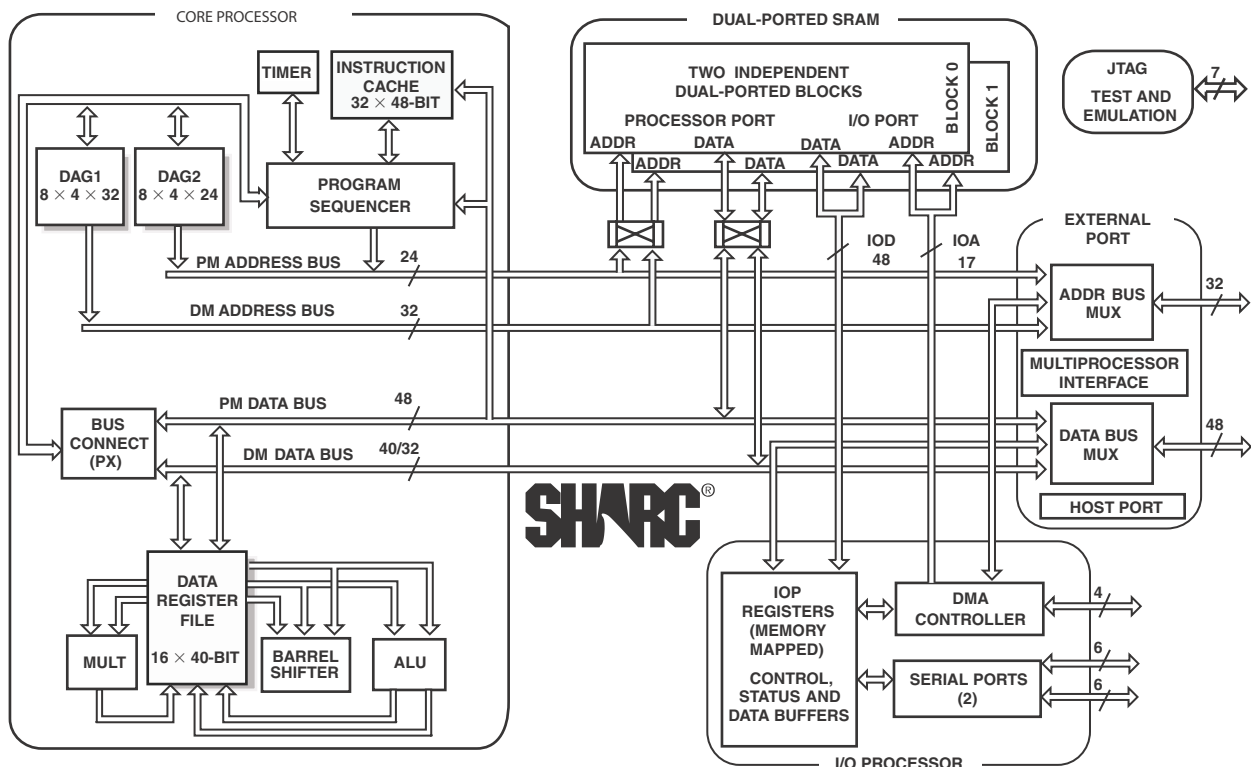 CORE PROCESSOR
TIMER
INSTRUCTION
CACHE
32 × 48-BIT
DAG1
8 × 4 × 32
DAG2
8 × 4 × 24
PROGRAM
SEQUENCER
PM ADDRESS BUS
24
DM ADDRESS BUS
32
PM DATA BUS
48
BUS
CONNECT
(PX)
DM DATA BUS
40/32
DATA
REGISTER
FILE
16 × 40-BIT
MULT
BARREL
SHIFTER
ALU
DUAL-PORTED SRAM
TWO INDEPENDENT
DUAL-PORTED BLOCKS
PROCESSOR PORT
I/O PORT
ADDR
DATA
DATA
ADDR
ADDR
DATA
DATA
ADDR
BLOCK 0
BLOCK 1
JTAG
TEST AND
EMULATION
7
IOD
48
IOA
17
EXTERNAL
PORT
ADDR BUS
MUX
32
MULTIPROCESSOR
INTERFACE
DATA BUS
MUX
48
HOST PORT
SHARC®
IOP
REGISTERS
(MEMORY
MAPPED)
CONTROL,
STATUS AND
DATA BUFFERS
DMA
CONTROLLER
4
SERIAL PORTS
(2)
6
6
I/O PROCESSOR